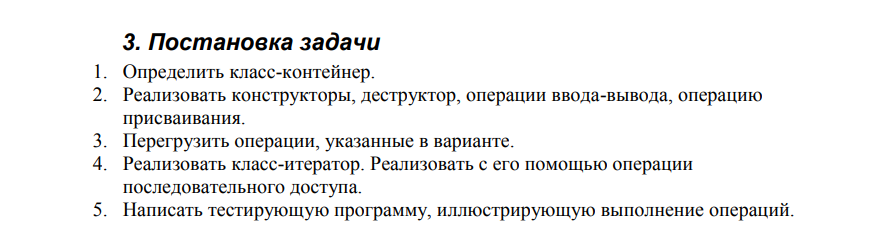 3. Постановка задачи
1. Определить класс-контейнер.
2. Реализовать конструкторы, деструктор, операции ввода-вывода, операцию
присваивания.
3. Перегрузить операции, указанные в варианте.
4. Реализовать класс-итератор. Реализовать с его помощью операции
последовательного доступа.
5. Написать тестирующую программу, иллюстрирующую выполнение операций.